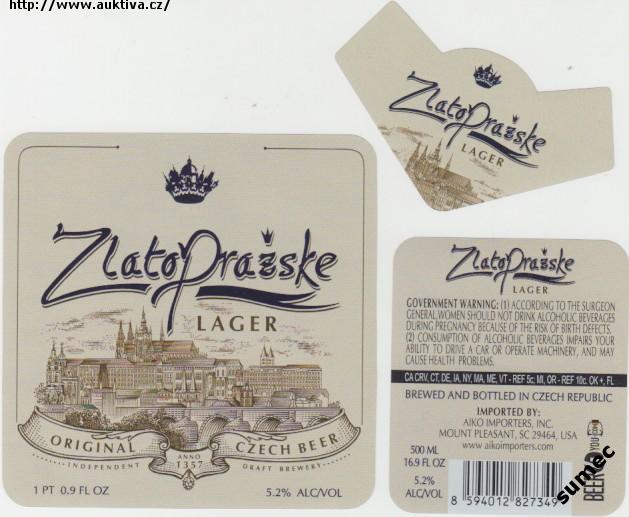 http://www.auktiva.cz/
ZlatoPražske
LAGER
ORIGINAL
CZECH BEER
ANNO
1357
INDEPENDENT
DRAFT BREWERY
1 PT 0.9 FL OZ
5.2% ALC/VOL
ZlatoPražske
LAGER
ZlatoPražske
LAGER
GOVERNMENT WARNING: (1) ACCORDING TO THE SURGEON
GENERAL, WOMEN SHOULD NOT DRINK ALCOHOLIC BEVERAGES
DURING PREGNANCY BECAUSE OF THE RISK OF BIRTH DEFECTS.
(2) CONSUMPTION OF ALCOHOLIC BEVERAGES IMPAIRS YOUR
ABILITY TO DRIVE A CAR OR OPERATE MACHINERY, AND MAY
CAUSE HEALTH PROBLEMS.
CA CRV, CT, DE, IA, NY, MA, ME, VT - REF 5c, MI, OR - REF 10c. OK +, FL
BREWED AND BOTTLED IN CZECH REPUBLIC
IMPORTED BY:
AIKO IMPORTERS, INC.
MOUNT PLEASANT, SC 29464, USA
www.aikoimporters.com
500 ML
16.9 FL OZ
5.2%
ALC/VOL
8 594012 827349
BEER
YOU
sumec